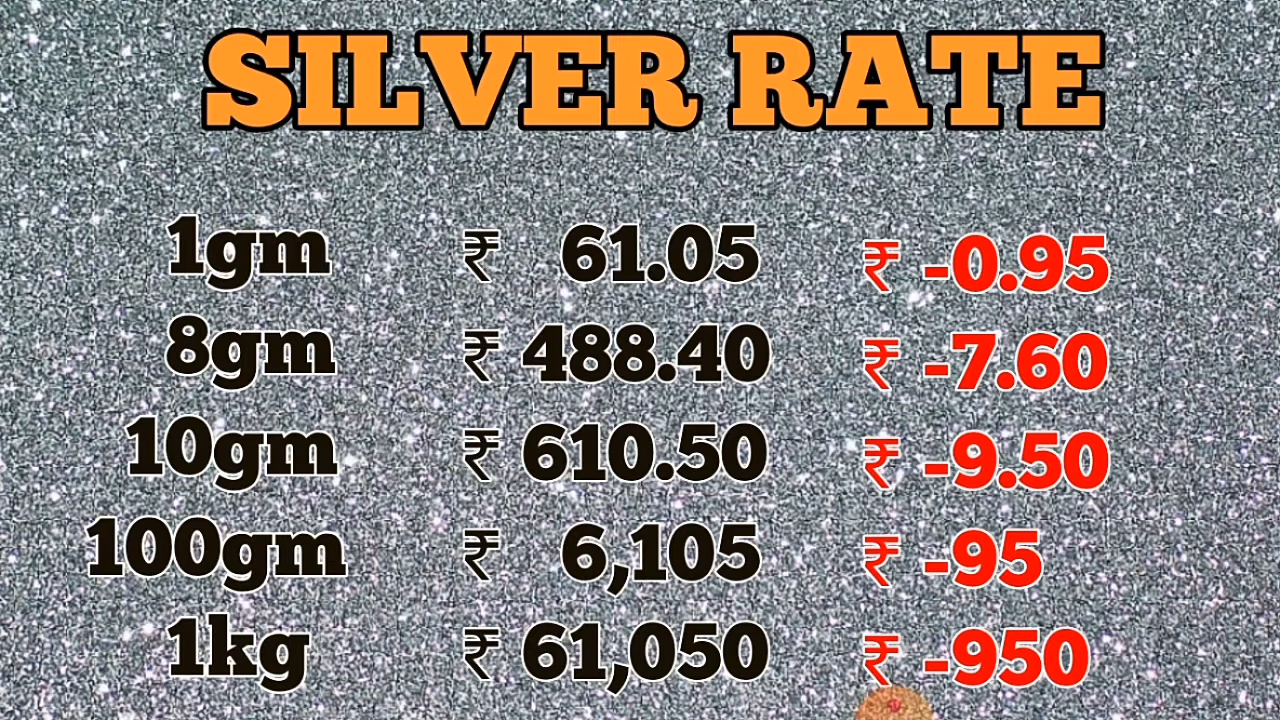 SILVER RATE
1gm ₹ 61.05 ₹ -0.95
8gm ₹ 488.40 ₹ -7.60
10gm ₹ 610.50 ₹ -9.50
100gm ₹ 6,105 ₹ -95
1kg ₹ 61,050 ₹ -950